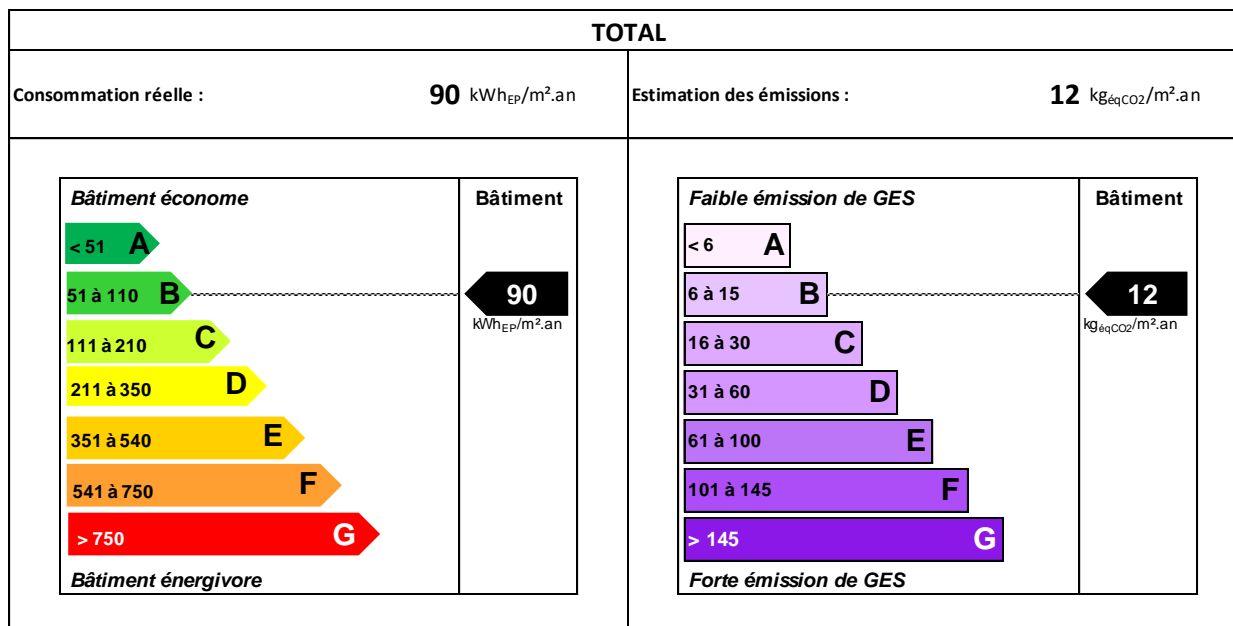 TOTAL
Consommation réelle : 90 kWhEP/m².an
Estimation des émissions : 12 kgéqCO2/m².an
Bâtiment économe Bâtiment
< 51 A
51 à 110 B 90
kWhEP/m².an
111 à 210 C
211 à 350 D
351 à 540 E
541 à 750 F
> 750 G
Bâtiment énergivore
Faible émission de GES Bâtiment
< 6 A
6 à 15 B 12
kgéqCO2/m².an
16 à 30 C
31 à 60 D
61 à 100 E
101 à 145 F
> 145 G
Forte émission de GES